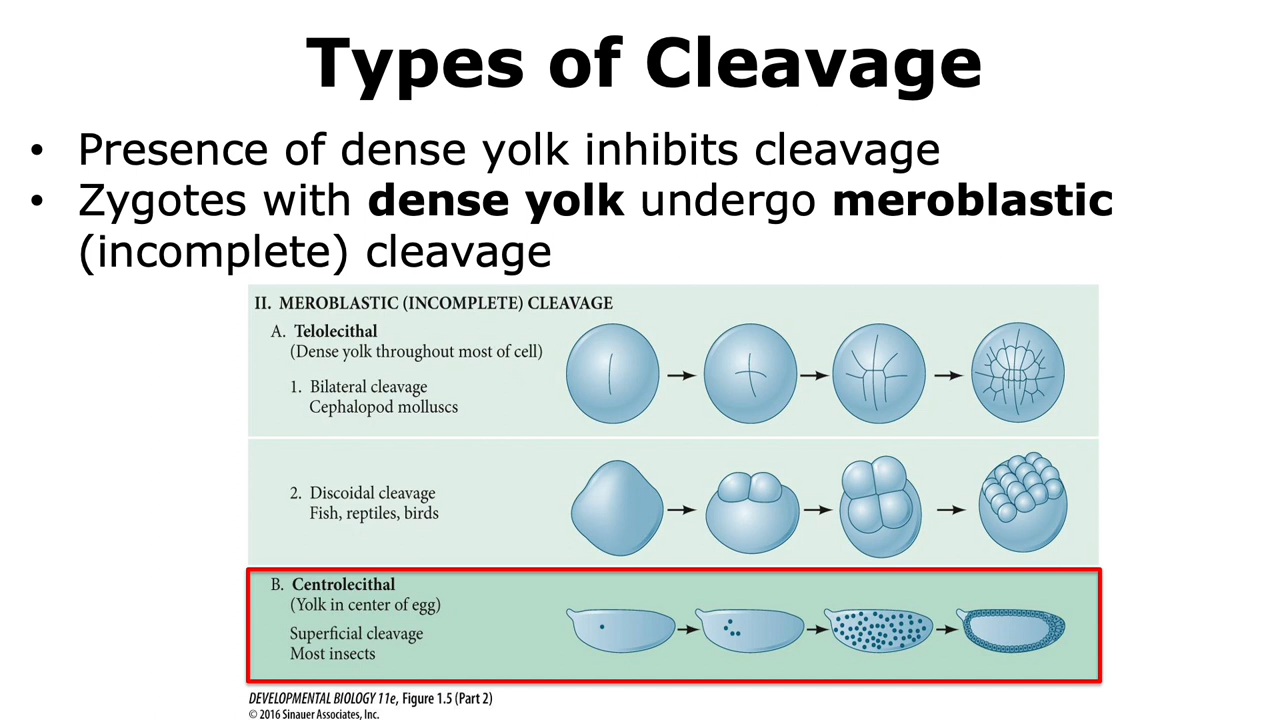 Types of Cleavage
• Presence of dense yolk inhibits cleavage
• Zygotes with dense yolk undergo meroblastic
(incomplete) cleavage
II. MEROBLASTIC (INCOMPLETE) CLEAVAGE
A. Telolecithal
(Dense yolk throughout most of cell)
1. Bilateral cleavage
Cephalopod molluscs
2. Discoidal cleavage
Fish, reptiles, birds
B. Centrolecithal
(Yolk in center of egg)
Superficial cleavage
Most insects
DEVELOPMENTAL BIOLOGY 11e, Figure 1.5 (Part 2)
© 2016 Sinauer Associates, Inc.